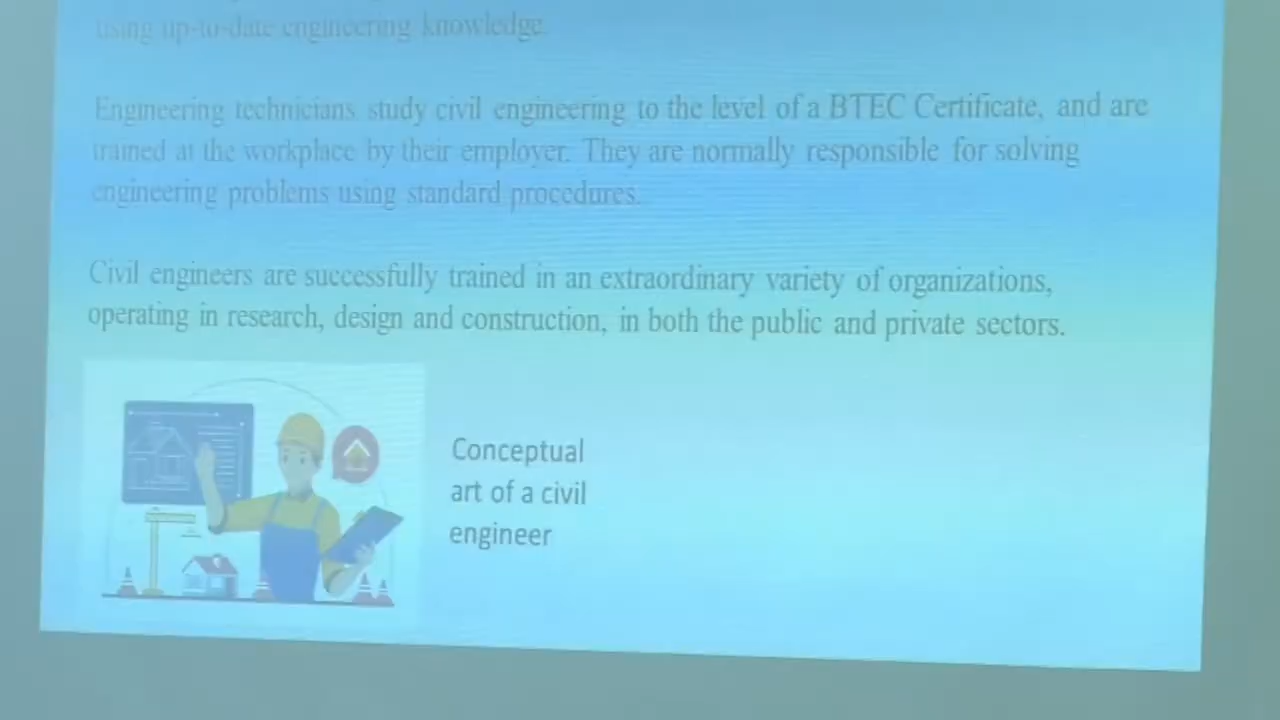 using up-to-date engineering knowledge.
Engineering technicians study civil engineering to the level of a BTEC Certificate, and are
trained at the workplace by their employer. They are normally responsible for solving
engineering problems using standard procedures.
Civil engineers are successfully trained in an extraordinary variety of organizations,
operating in research, design and construction, in both the public and private sectors.
Conceptual
art of a civil
engineer